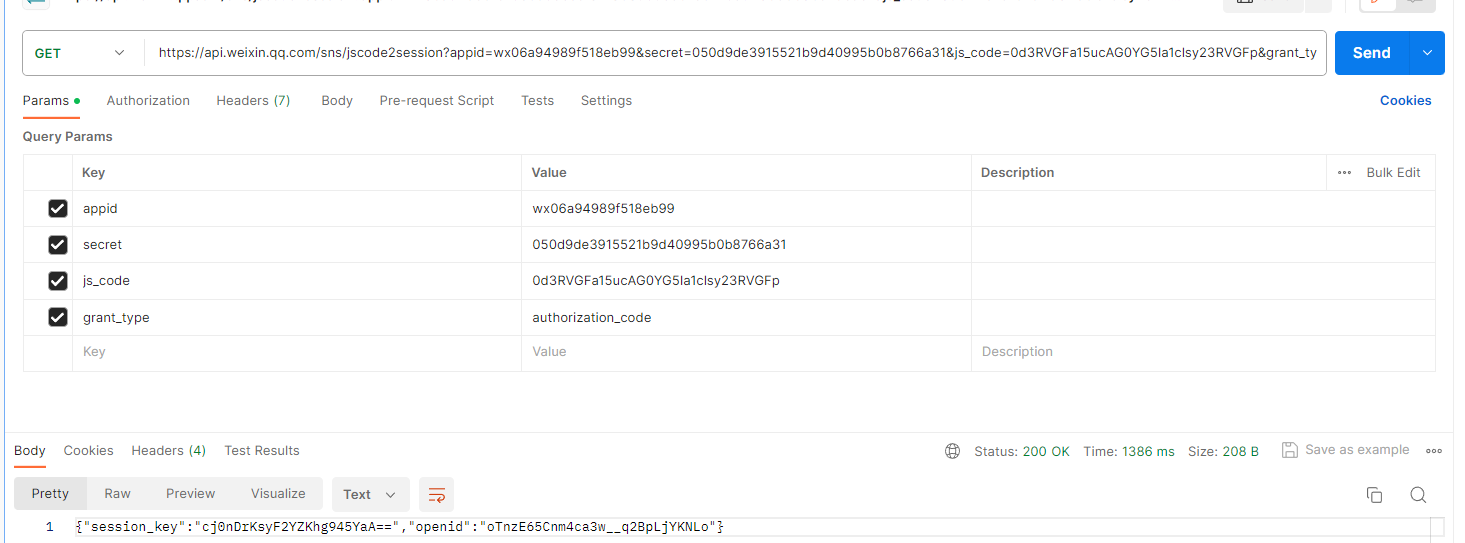 GET
https://api.weixin.qq.com/sns/jscode2session?appid=wx06a94989f518eb99&secret=050d9de3915521b9d40995b0b8766a31&js_code=0d3RVGFa15ucAG0YG5Ia1cIsy23RVGFp&grant_ty
Send
Params Authorization Headers (7) Body Pre-request Script Tests Settings Cookies
Query Params
Key Value Description ••• Bulk Edit
appid wx06a94989f518eb99
secret 050d9de3915521b9d40995b0b8766a31
js_code 0d3RVGFa15ucAG0YG5Ia1cIsy23RVGFp
grant_type authorization_code
Key Value Description
Body Cookies Headers (4) Test Results Status: 200 OK Time: 1386 ms Size: 208 B Save as example
Pretty Raw Preview Visualize Text
1 {"session_key":"cj0nDrKsyF2YZKhg945YaA==","openid":"oTnzE65Cnm4ca3w__q2BpLjYKNLo"}